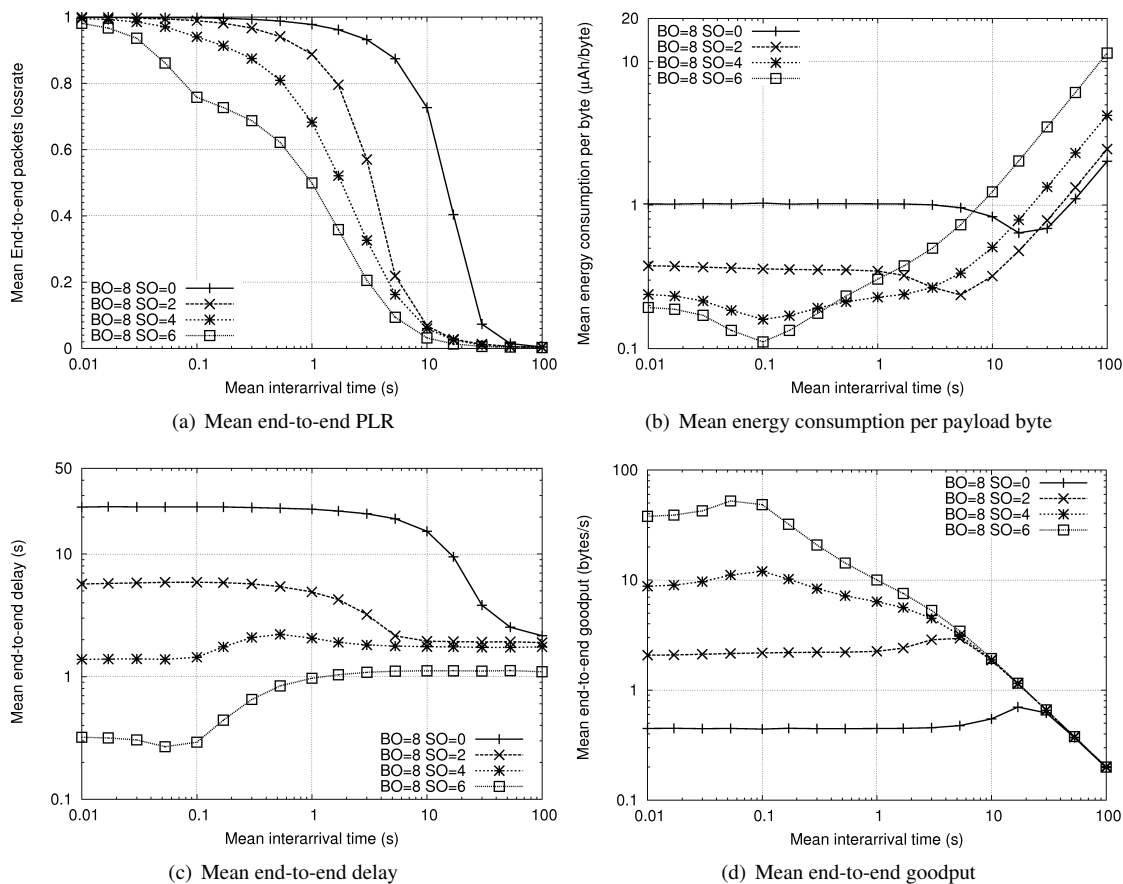 1
0.8
0.6
0.4
0.2
0
0.01 0.1 1 10 100
Mean End-to-end packets lossrate
Mean interarrival time (s)
BO=8 SO=0
BO=8 SO=2
BO=8 SO=4
BO=8 SO=6
(a) Mean end-to-end PLR
20
10
1
0.1
0.01 0.1 1 10 100
Mean energy consumption per byte (µAh/byte)
Mean interarrival time (s)
BO=8 SO=0
BO=8 SO=2
BO=8 SO=4
BO=8 SO=6
(b) Mean energy consumption per payload byte
50
10
1
0.1
0.01 0.1 1 10 100
Mean end-to-end delay (s)
Mean interarrival time (s)
BO=8 SO=0
BO=8 SO=2
BO=8 SO=4
BO=8 SO=6
(c) Mean end-to-end delay
100
10
1
0.1
0.01 0.1 1 10 100
Mean end-to-end goodput (bytes/s)
Mean interarrival time (s)
BO=8 SO=0
BO=8 SO=2
BO=8 SO=4
BO=8 SO=6
(d) Mean end-to-end goodput